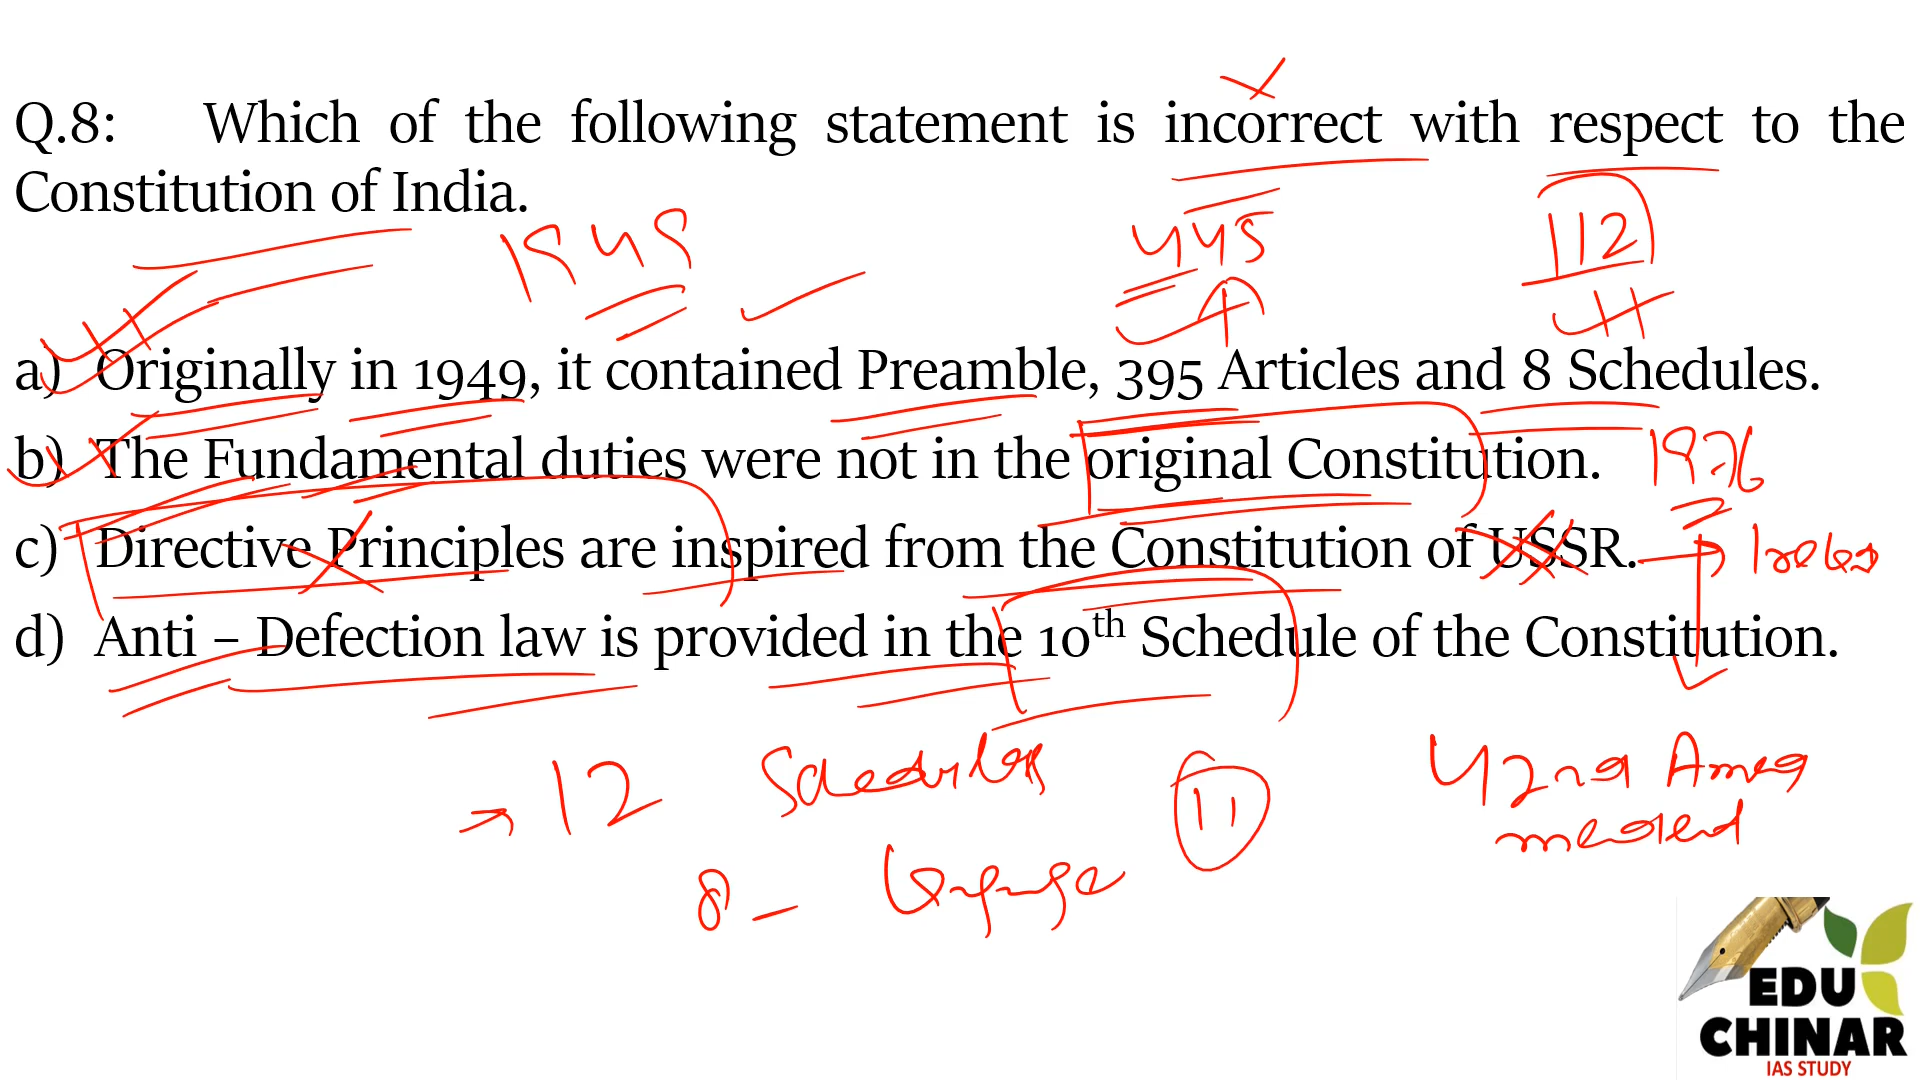 Q.8: Which of the following statement is incorrect with respect to the
Constitution of India.
1949 445 112
a) Originally in 1949, it contained Preamble, 395 Articles and 8 Schedules.
b) The Fundamental duties were not in the original Constitution. 1976
c) Directive Principles are inspired from the Constitution of USSR.
d) Anti – Defection law is provided in the 10th Schedule of the Constitution.
→ 12 Schedules 11 42nd
8 –
EDU
CHINAR
IAS STUDY